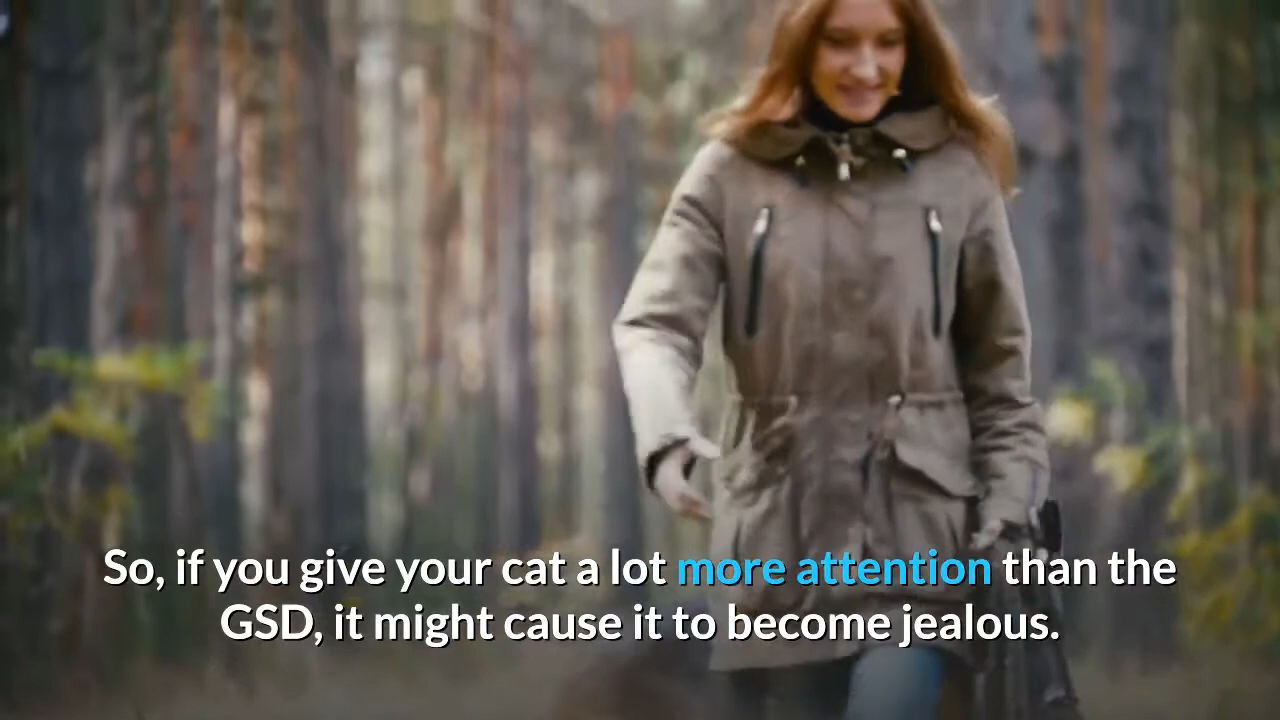 So, if you give your cat a lot more attention than the
GSD, it might cause it to become jealous.